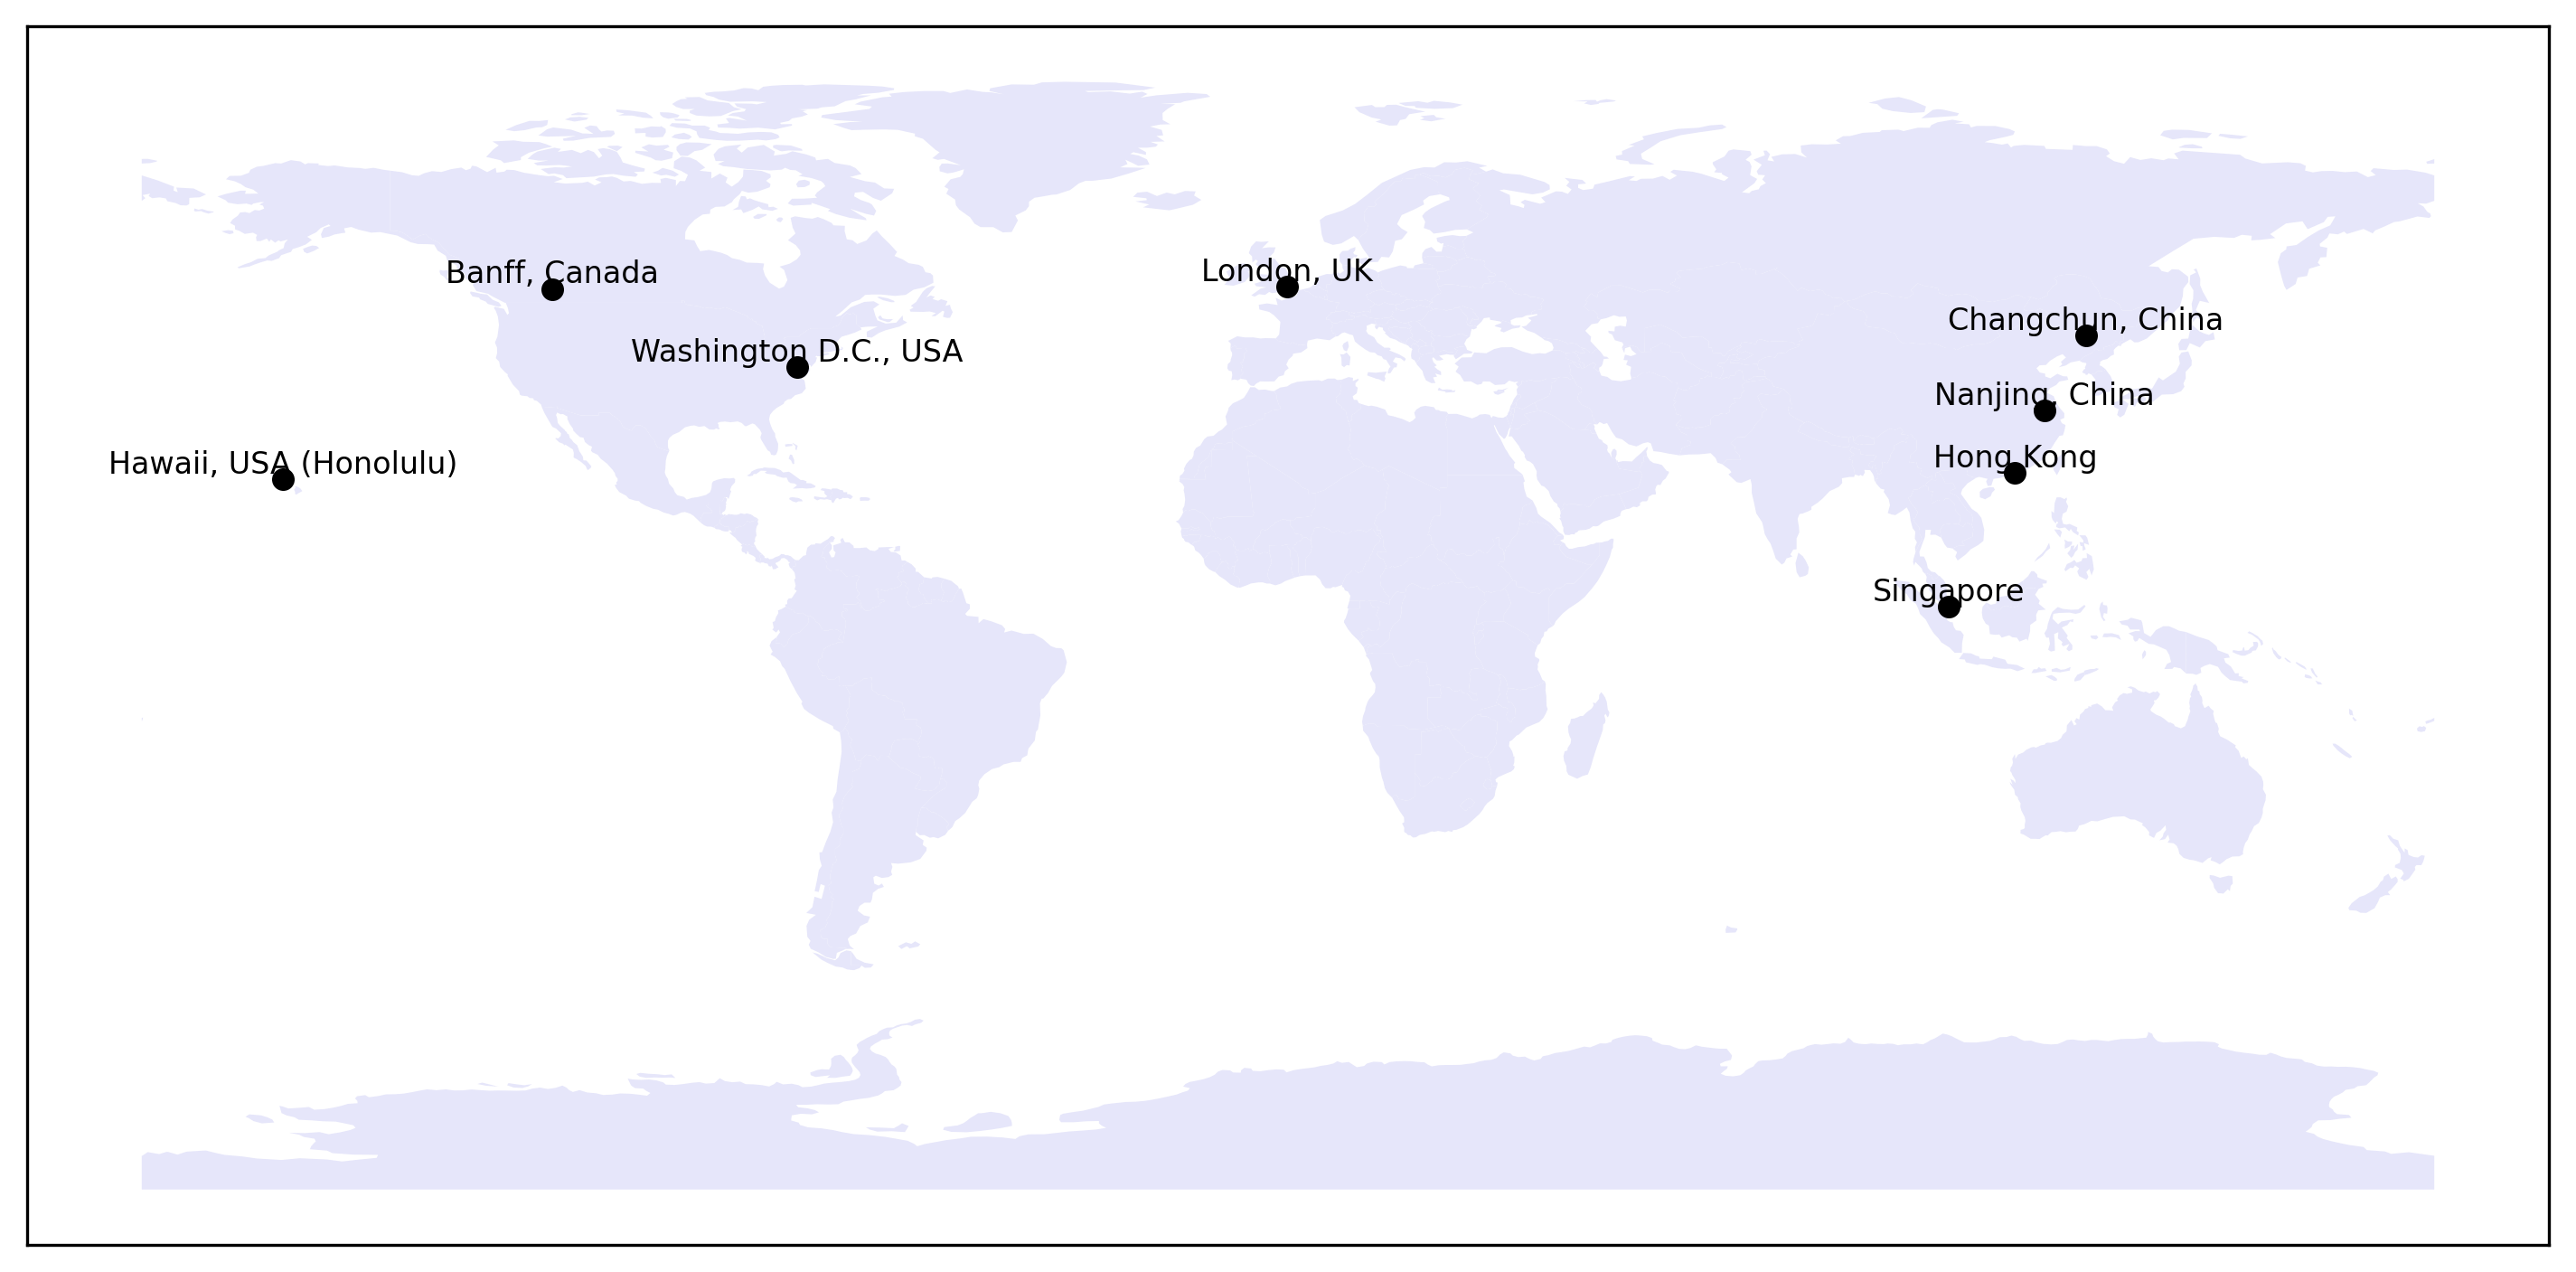 Banff, Canada
London, UK
Changchun, China
Washington D.C., USA
Nanjing, China
Hong Kong
Hawaii, USA (Honolulu)
Singapore